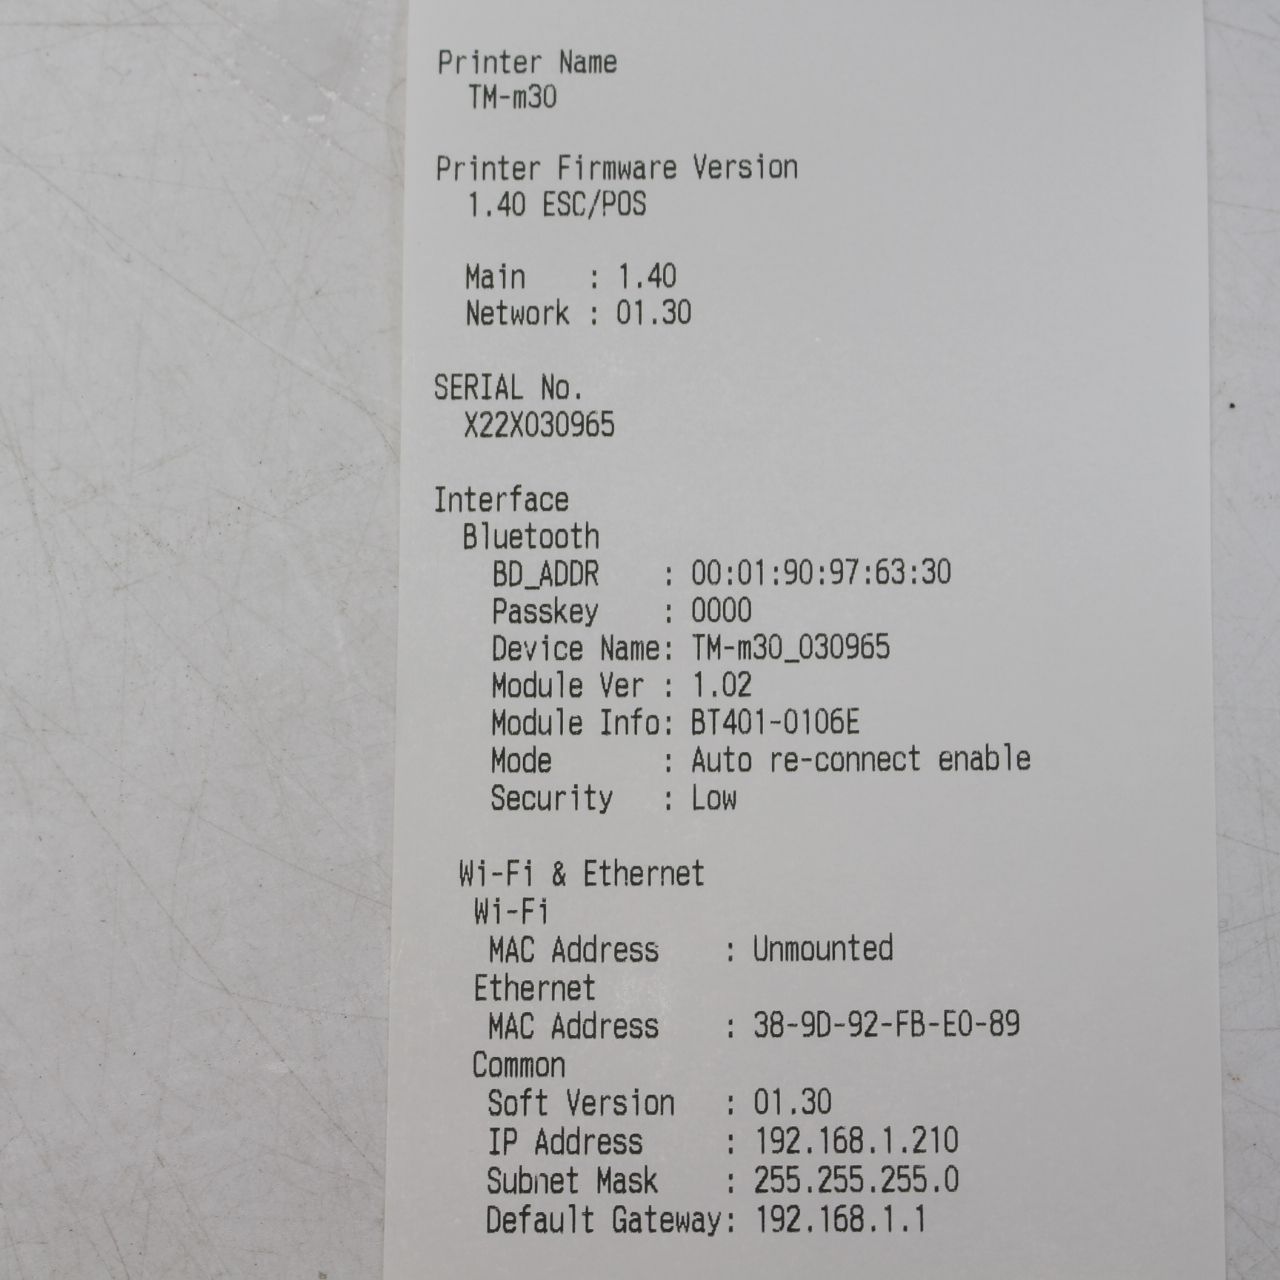 Printer Name
TM-m30
Printer Firmware Version
1.40 ESC/POS
Main : 1.40
Network : 01.30
SERIAL No.
X22X030965
Interface
Bluetooth
BD_ADDR : 00:01:90:97:63:30
Passkey : 0000
Device Name: TM-m30_030965
Module Ver : 1.02
Module Info: BT401-0106E
Mode : Auto re-connect enable
Security : Low
Wi-Fi & Ethernet
Wi-Fi
MAC Address : Unmounted
Ethernet
MAC Address : 38-9D-92-FB-E0-89
Common
Soft Version : 01.30
IP Address : 192.168.1.210
Subnet Mask : 255.255.255.0
Default Gateway: 192.168.1.1